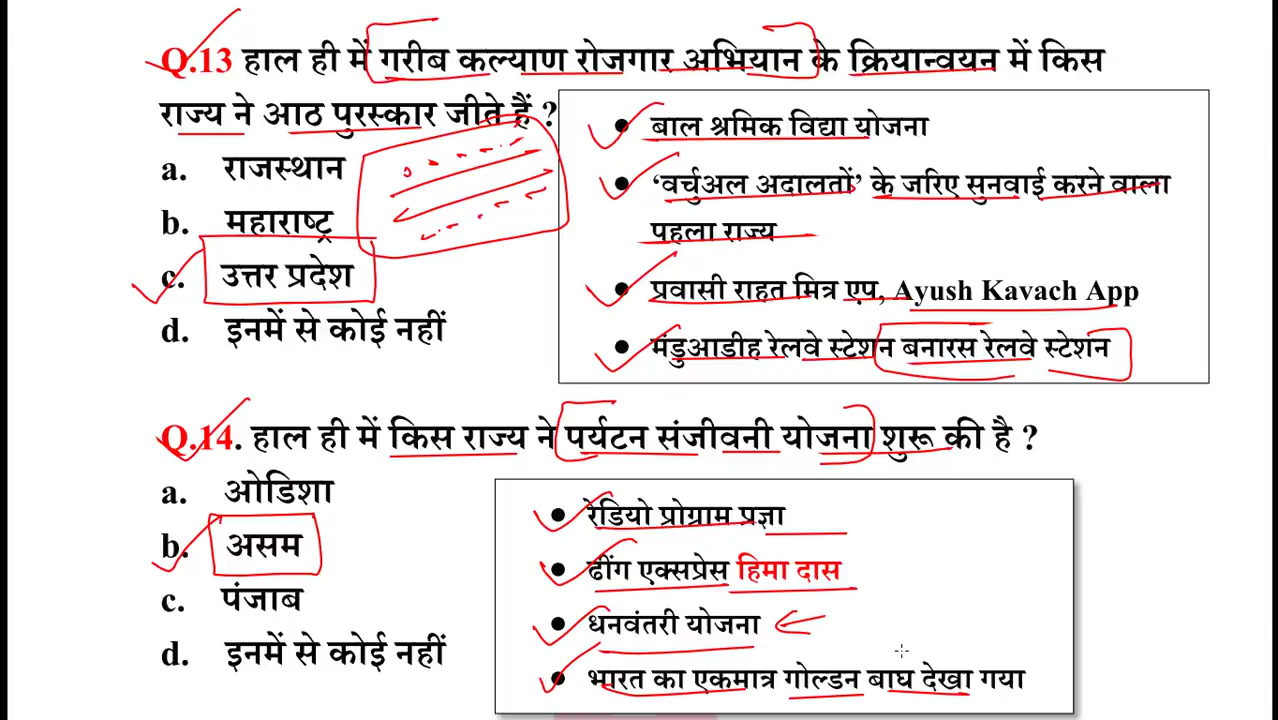 Q.13 हाल ही में गरीब कल्याण रोजगार अभियान के क्रियान्वयन में किस
राज्य ने आठ पुरस्कार जीते हैं ?
a. राजस्थान
b. महाराष्ट्र
c. उत्तर प्रदेश
d. इनमें से कोई नहीं
• बाल श्रमिक विद्या योजना
• ‘वर्चुअल अदालतों’ के जरिए सुनवाई करने वाला
पहला राज्य
• प्रवासी राहत मित्र एप, Ayush Kavach App
• मंडुआडीह रेलवे स्टेशन बनारस रेलवे स्टेशन
Q.14. हाल ही में किस राज्य ने पर्यटन संजीवनी योजना शुरू की है ?
a. ओडिशा
b. असम
c. पंजाब
d. इनमें से कोई नहीं
• रेडियो प्रोग्राम प्रज्ञा
• ढींग एक्सप्रेस हिमा दास
• धनवंतरी योजना
• भारत का एकमात्र गोल्डन बाघ देखा गया